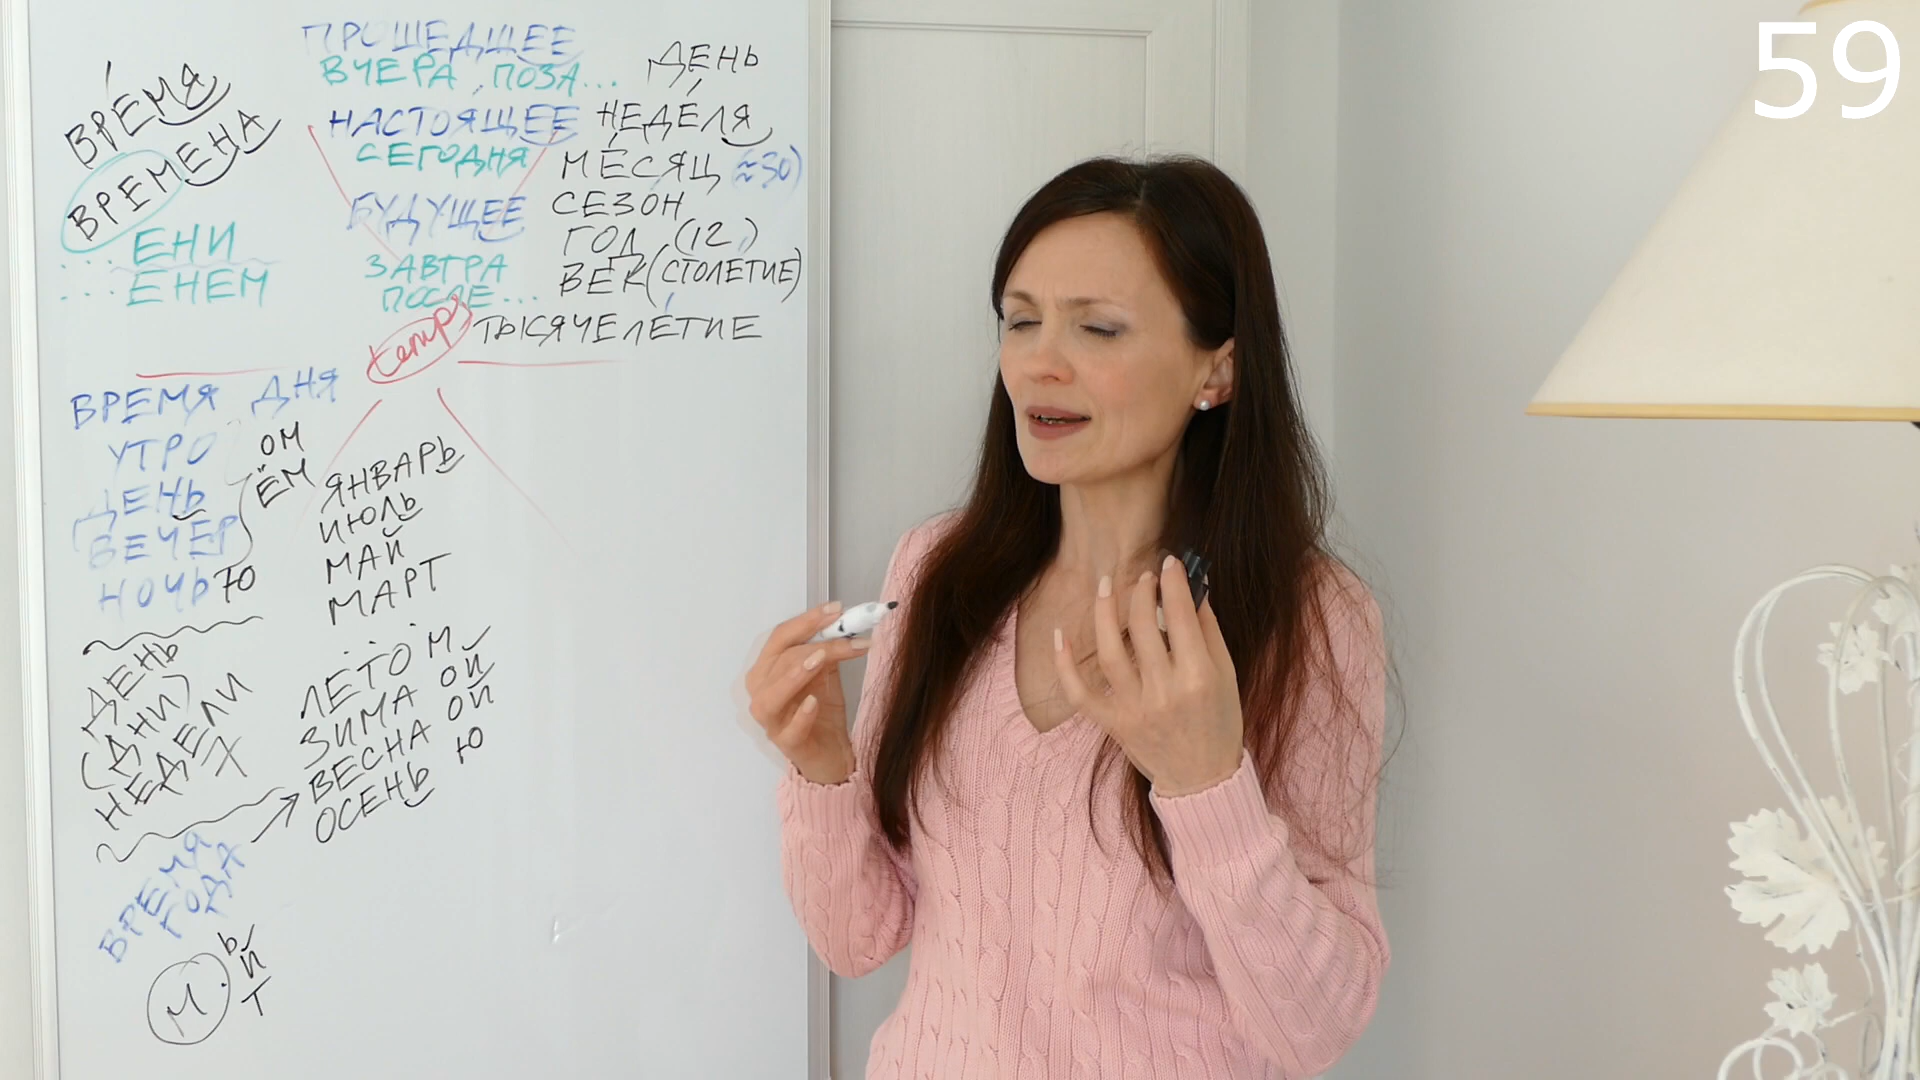 ВРЕМЯ
ВРЕМЕНА
...ЕНИ
...ЕНЕМ
ПРОШЕДШЕЕ
ВЧЕРА, ПОЗА...
НАСТОЯЩЕЕ
СЕГОДНЯ
БУДУЩЕЕ
ЗАВТРА
ПОСЛЕ...
ДЕНЬ
НЕДЕЛЯ
МЕСЯЦ (≈30)
СЕЗОН
ГОД (12)
ВЕК (СТОЛЕТИЕ)
ТЫСЯЧЕЛЕТИЕ
ВРЕМЯ ДНЯ
УТРО ОМ
ДЕНЬ ЁМ
ВЕЧЕР
НОЧЬЮ
ДЕНЬ
(ДНИ)
НЕДЕЛИ
ВРЕМЯ
ГОДА
М. Ь
Й
Т
ЯНВАРЬ
ИЮЛЬ
МАЙ
МАРТ
ЛЕТО М
ЗИМА ОЙ
ВЕСНА ОЙ
ОСЕНЬ Ю
59